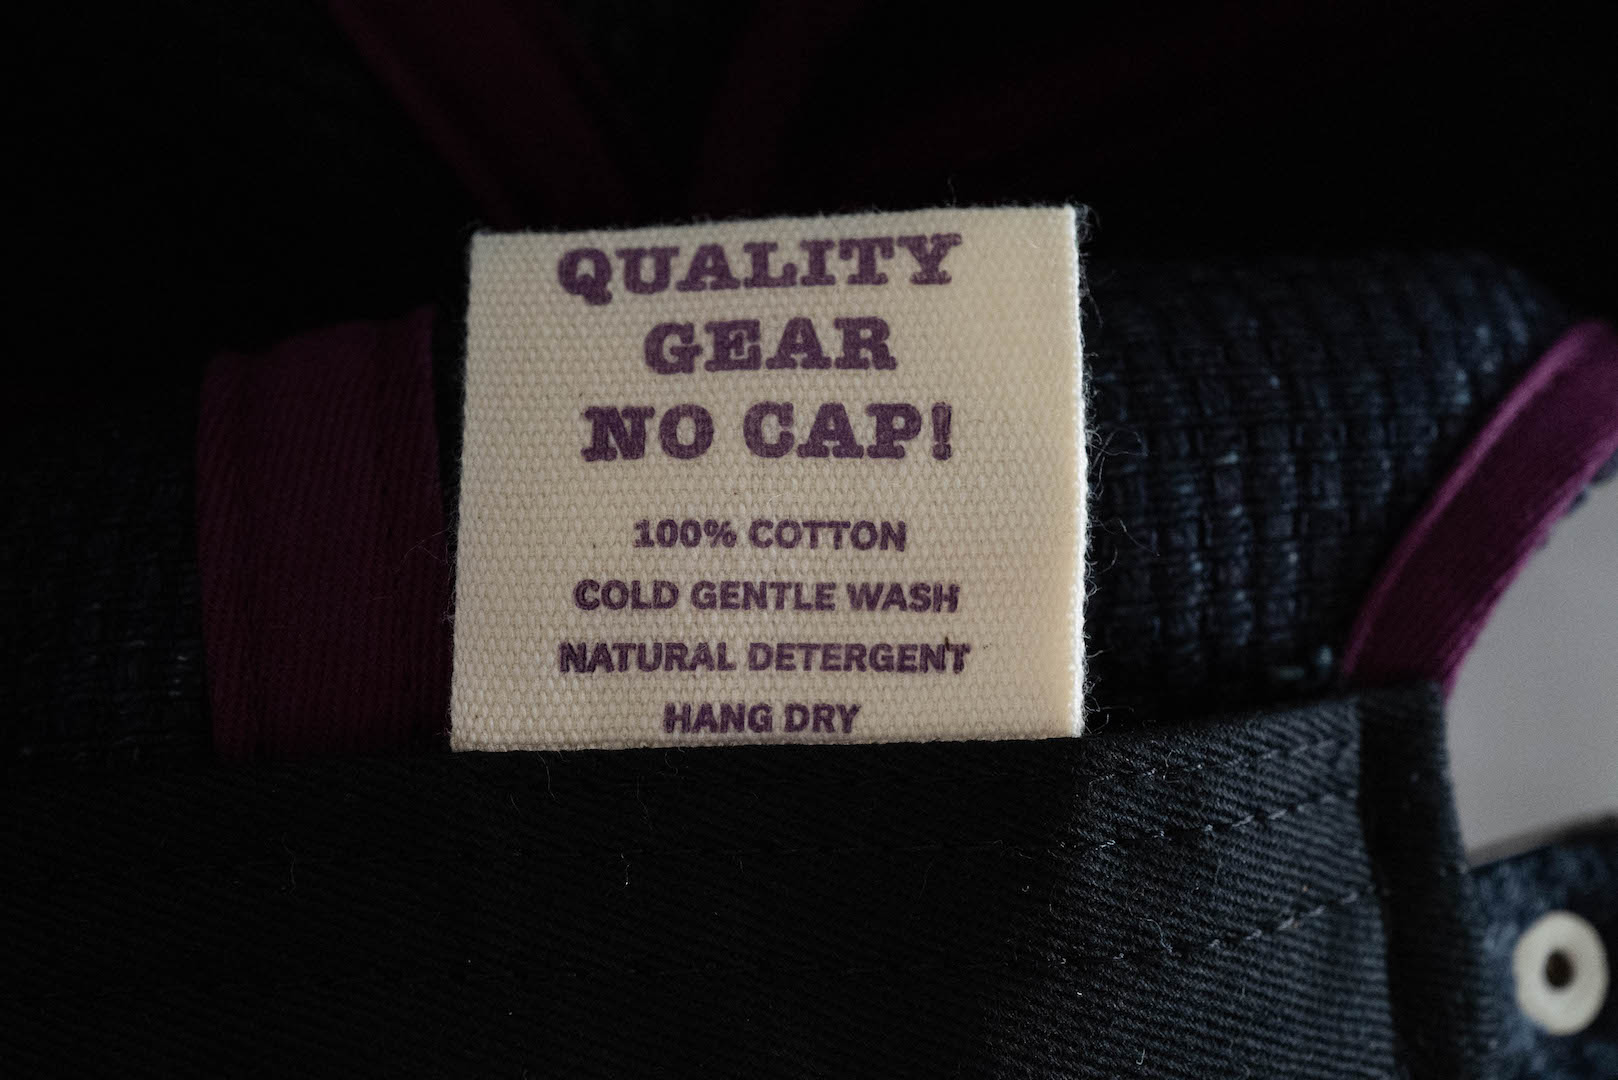 QUALITY
GEAR
NO CAP!
100% COTTON
COLD GENTLE WASH
NATURAL DETERGENT
HANG DRY